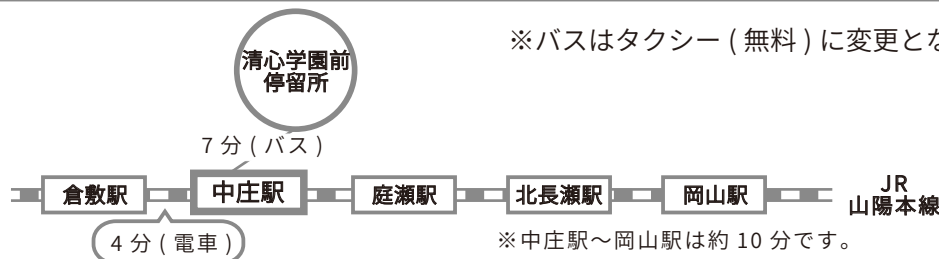 ※バスはタクシー ( 無料 ) に変更とな
清心学園前
停留所
7 分 ( バス )
倉敷駅
中庄駅
庭瀬駅
北長瀬駅
岡山駅
JR
山陽本線
4 分 ( 電車 )
※中庄駅～岡山駅は約 10 分です。